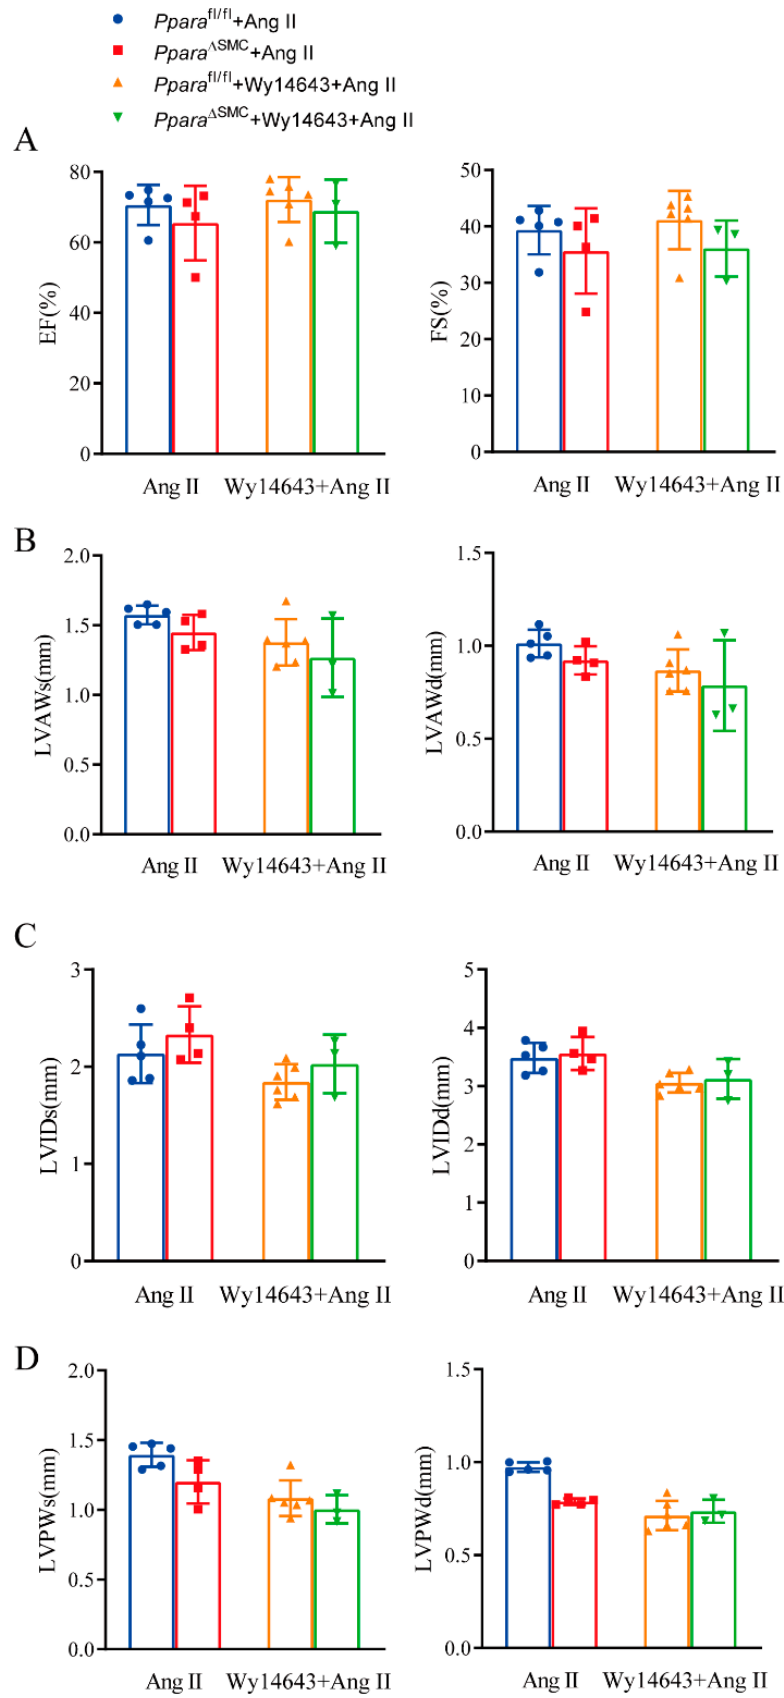 Ppara^fl/fl+Ang II
Ppara^ΔSMC+Ang II
Ppara^fl/fl+Wy14643+Ang II
Ppara^ΔSMC+Wy14643+Ang II
A
EF(%)
80
60
40
20
0
Ang II Wy14643+Ang II
FS(%)
50
40
30
20
10
0
Ang II Wy14643+Ang II
B
LVAWs(mm)
2.0
1.5
1.0
0.5
0.0
Ang II Wy14643+Ang II
LVAWd(mm)
1.5
1.0
0.5
0.0
Ang II Wy14643+Ang II
C
LVIDs(mm)
3
2
1
0
Ang II Wy14643+Ang II
LVIDd(mm)
5
4
3
2
1
0
Ang II Wy14643+Ang II
D
LVPWs(mm)
2.0
1.5
1.0
0.5
0.0
Ang II Wy14643+Ang II
LVPWd(mm)
1.5
1.0
0.5
0.0
Ang II Wy14643+Ang II